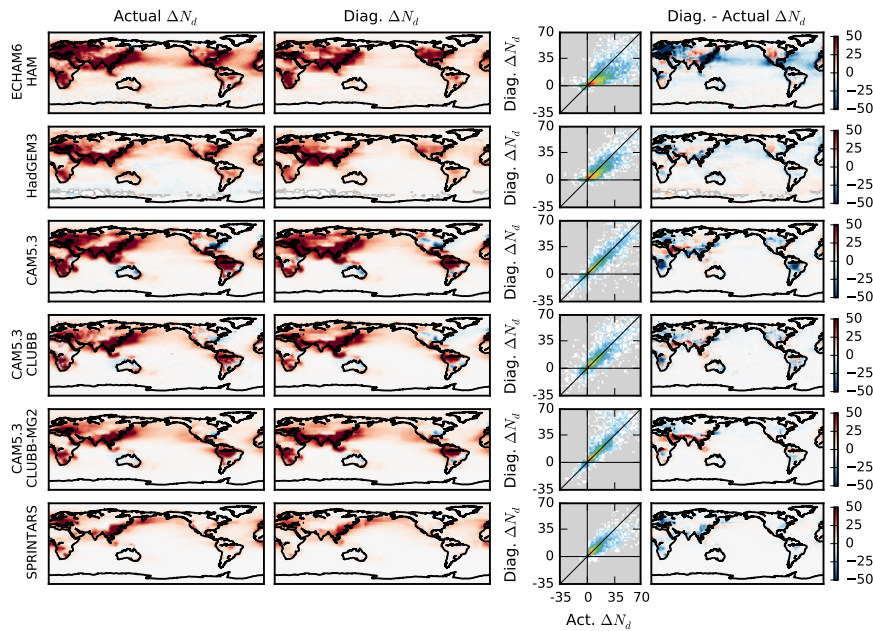 Actual ΔN_d
Diag. ΔN_d
Diag. - Actual ΔN_d
ECHAM6
HAM
Diag. ΔN_d
70
35
0
-35
50
25
0
−25
−50
HadGEM3
Diag. ΔN_d
70
35
0
-35
50
25
0
−25
−50
CAM5.3
Diag. ΔN_d
70
35
0
-35
50
25
0
−25
−50
CAM5.3
CLUBB
Diag. ΔN_d
70
35
0
-35
50
25
0
−25
−50
CAM5.3
CLUBB-MG2
Diag. ΔN_d
70
35
0
-35
50
25
0
−25
−50
SPRINTARS
Diag. ΔN_d
70
35
0
-35
50
25
0
−25
−50
-35 0 35 70
Act. ΔN_d